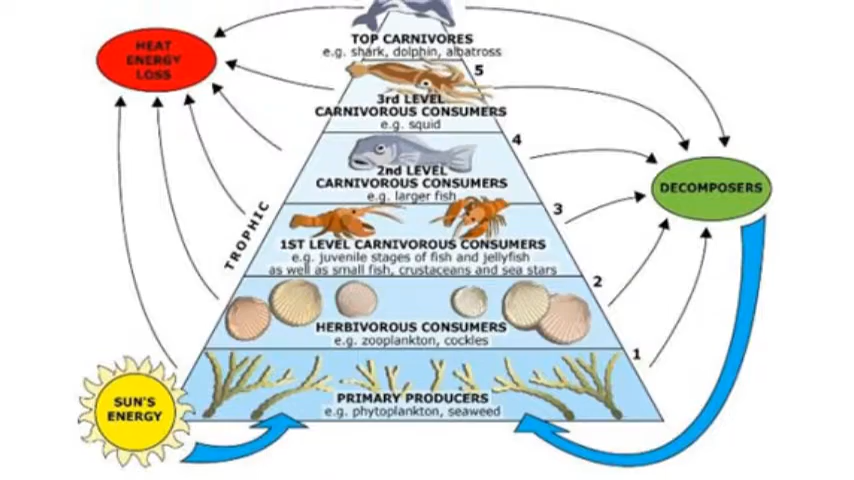 TOP CARNIVORES
e.g. shark, dolphin, albatross
HEAT
ENERGY
LOSS
5
3rd LEVEL
CARNIVOROUS CONSUMERS
e.g. squid
4
2nd LEVEL
CARNIVOROUS CONSUMERS
e.g. larger fish
DECOMPOSERS
3
TROPHIC
1ST LEVEL CARNIVOROUS CONSUMERS
e.g. juvenile stages of fish and jellyfish
as well as small fish, crustaceans and sea stars
2
HERBIVOROUS CONSUMERS
e.g. zooplankton, cockles
1
SUN'S
ENERGY
PRIMARY PRODUCERS
e.g. phytoplankton, seaweed